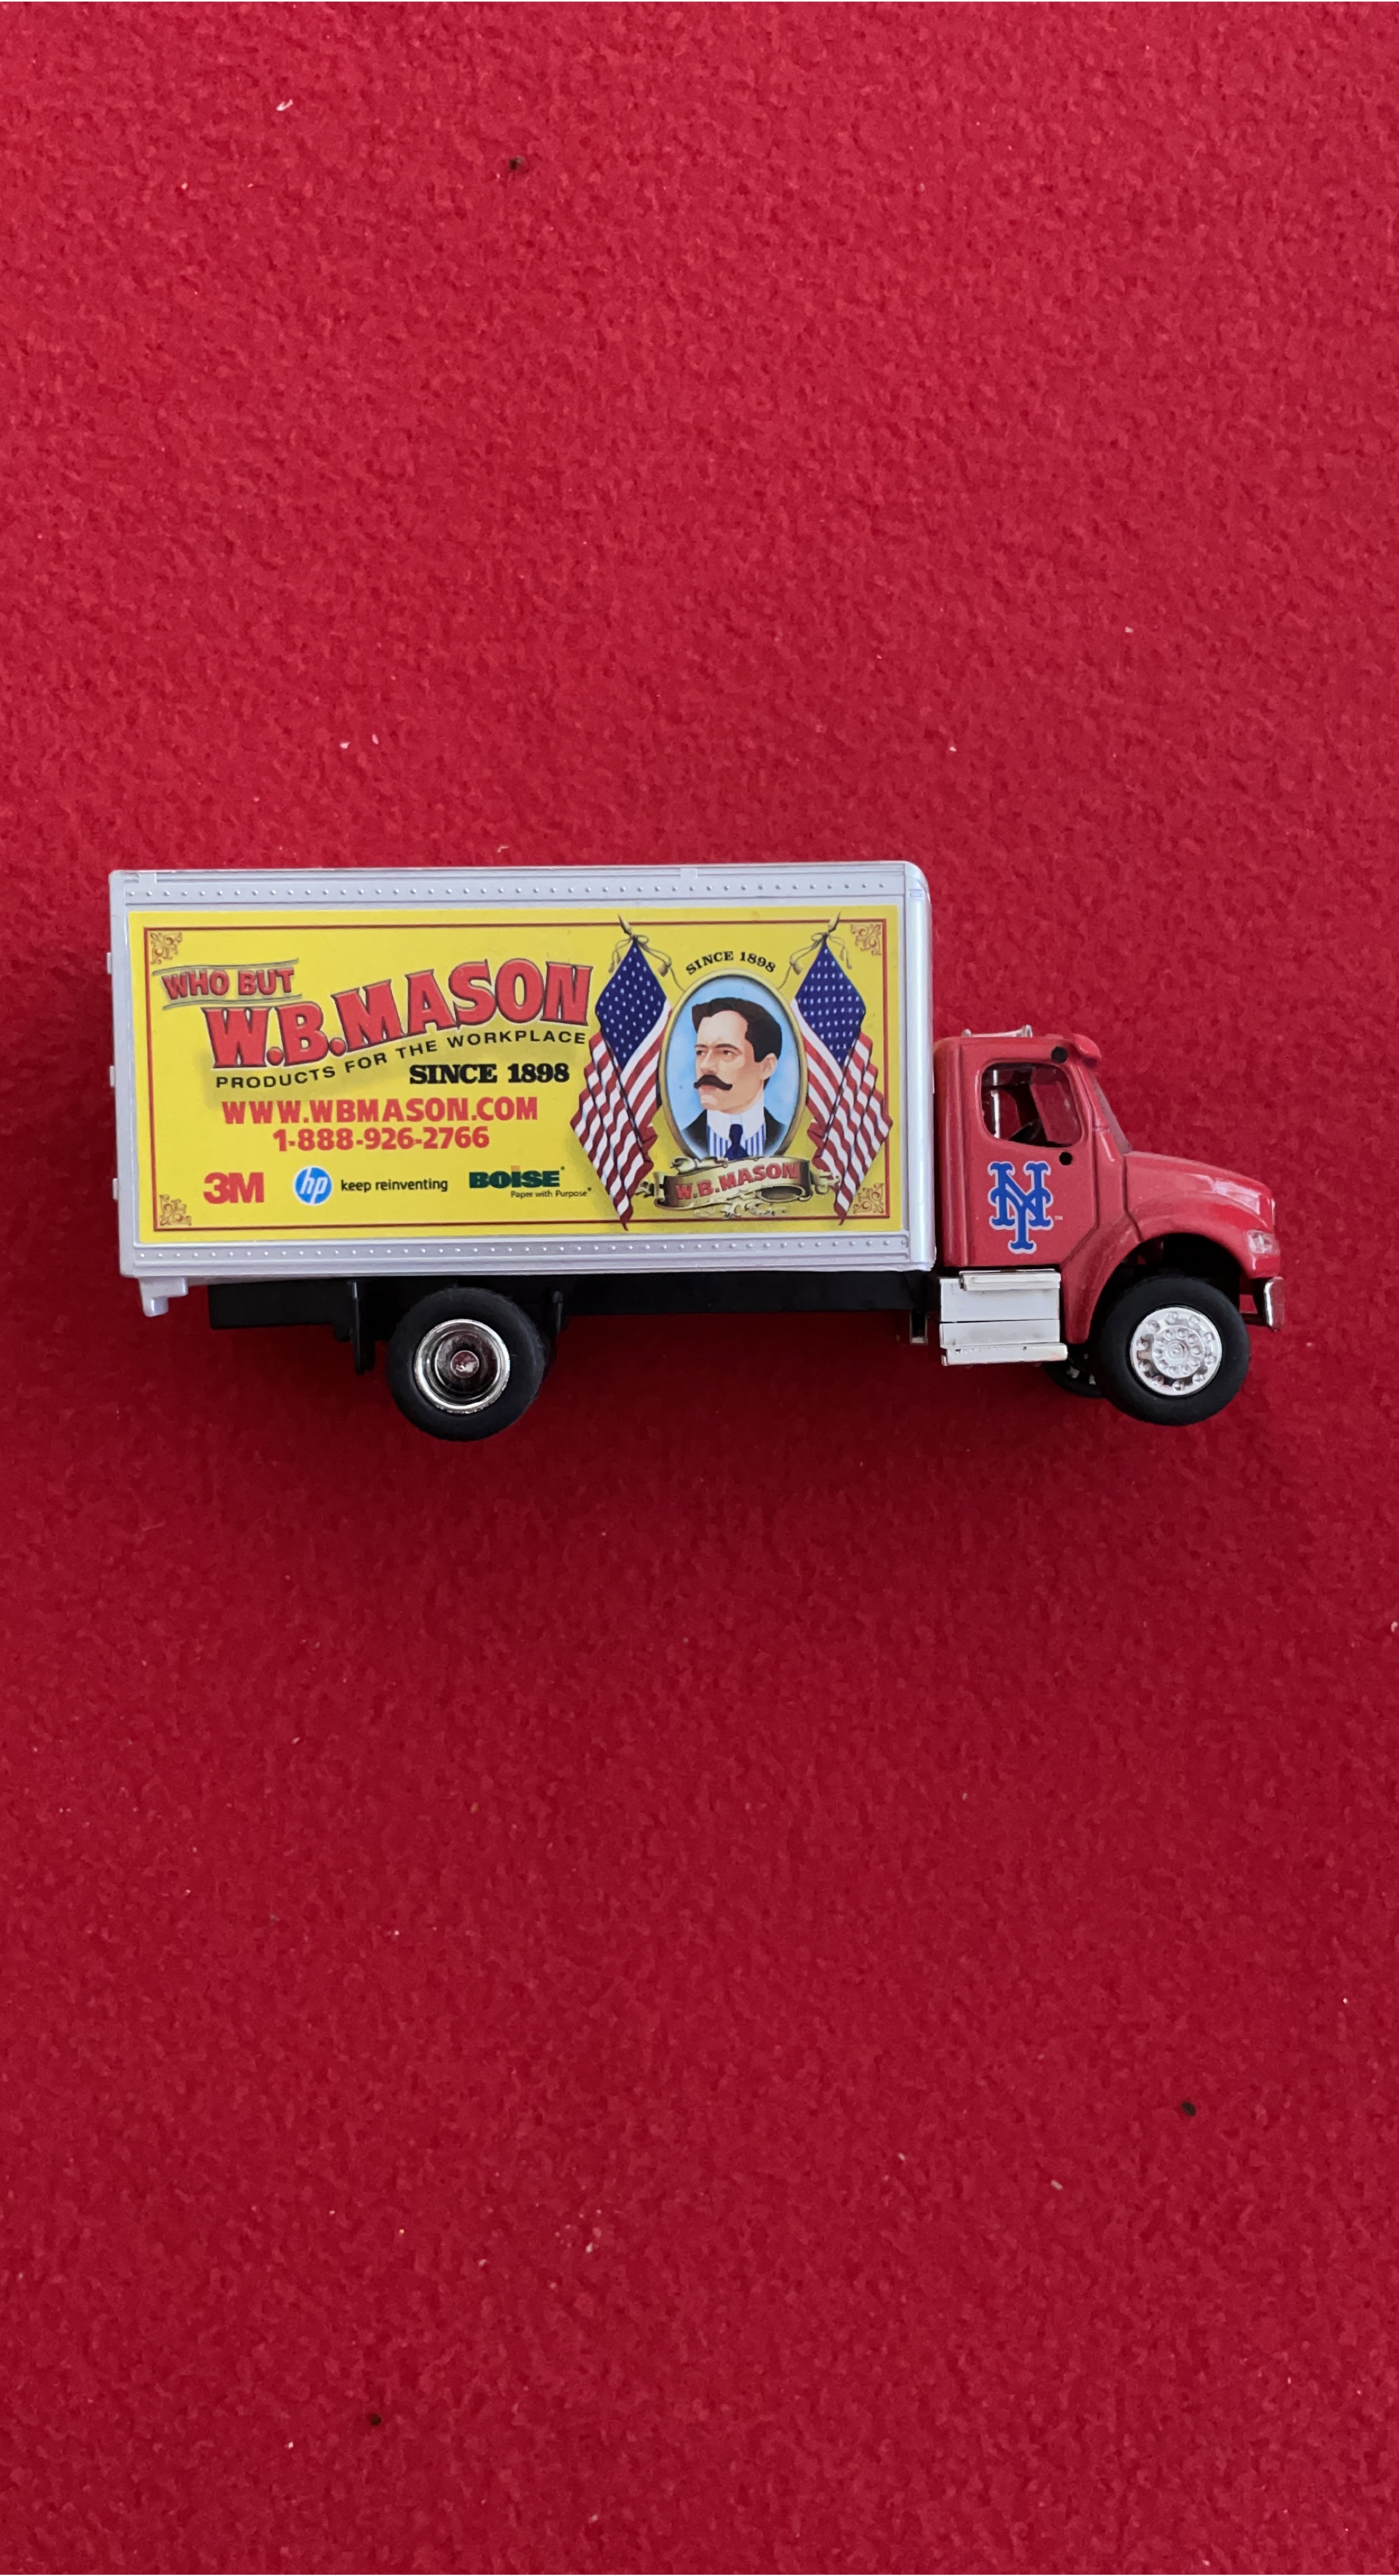 WHO BUT
W.B.MASON
PRODUCTS FOR THE WORKPLACE
SINCE 1898
WWW.WBMASON.COM
1-888-926-2766
3M
hp keep reinventing
BOISE®
Paper with Purpose®
SINCE 1898
W.B.MASON
NY™